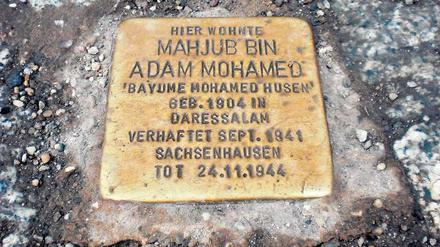 HIER WOHNTE
MAHJUB BIN
ADAM MOHAMED
'BAYUME MOHAMED HUSEN'
GEB. 1904 IN
DARESSALAM
VERHAFTET SEPT. 1941
SACHSENHAUSEN
TOT 24.11.1944